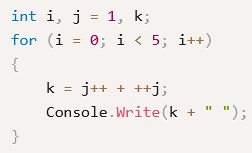 int i, j = 1, k;
for (i = 0; i < 5; i++)
{
    k = j++ + ++j;
    Console.Write(k + " ");
}